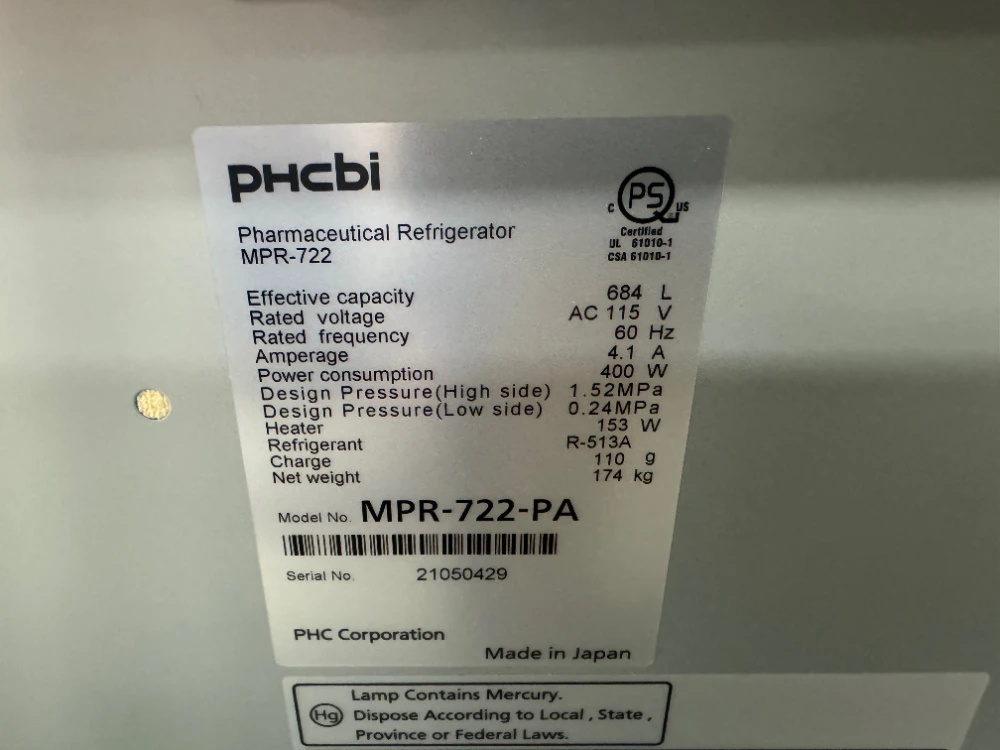 PHCbi
C PS US
Certified
UL 61010-1
CSA 61010-1
Pharmaceutical Refrigerator
MPR-722
Effective capacity 684 L
Rated voltage AC 115 V
Rated frequency 60 Hz
Amperage 4.1 A
Power consumption 400 W
Design Pressure(High side) 1.52MPa
Design Pressure(Low side) 0.24MPa
Heater 153 W
Refrigerant R-513A
Charge 110 g
Net weight 174 kg
Model No. MPR-722-PA
Serial No. 21050429
PHC Corporation
Made in Japan
Lamp Contains Mercury.
Hg Dispose According to Local , State ,
Province or Federal Laws.